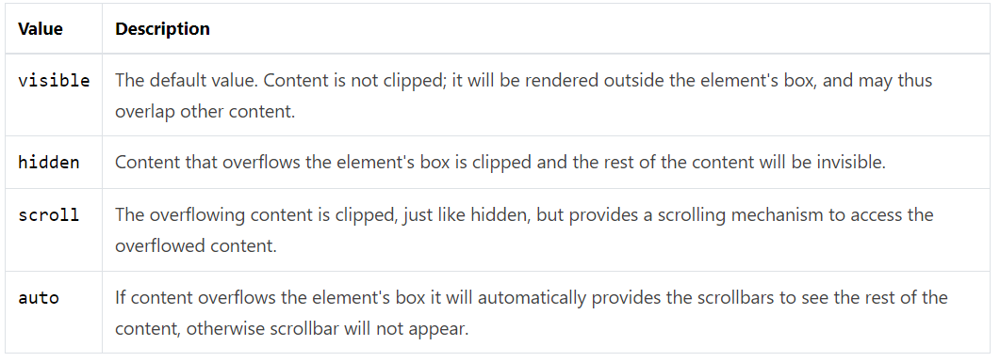 Value Description
visible The default value. Content is not clipped; it will be rendered outside the element's box, and may thus
overlap other content.
hidden Content that overflows the element's box is clipped and the rest of the content will be invisible.
scroll The overflowing content is clipped, just like hidden, but provides a scrolling mechanism to access the
overflowed content.
auto If content overflows the element's box it will automatically provides the scrollbars to see the rest of the
content, otherwise scrollbar will not appear.